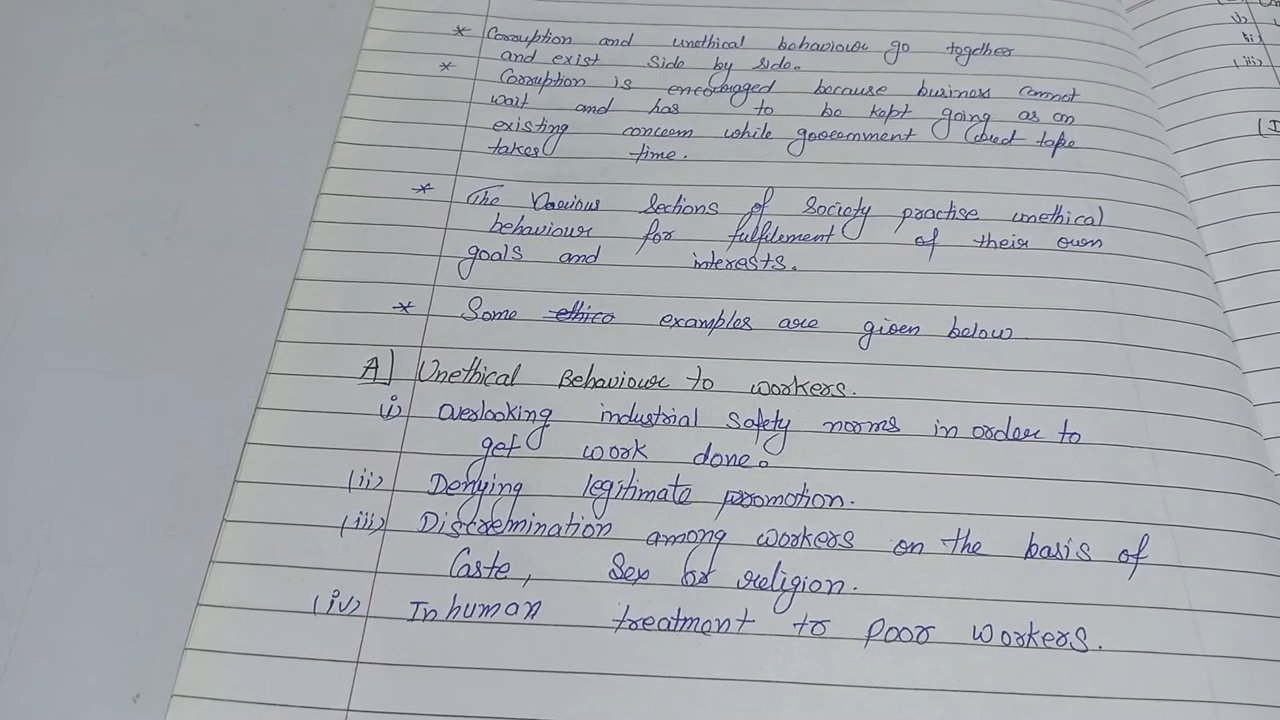 * Corruption and unethical behaviour go together
and exist side by side.
* Corruption is encouraged because business cannot
wait and has to be kept going as an
existing concern while government red tape
takes time.
* The Various Sections of Society practise unethical
behaviour for fulfilement of their own
goals and interests.
* Some ethica examples are given below
A] Unethical Behaviour to workers.
i) Overlooking industrial Safety norms in order to
get work done.
(ii) Denying legitimate promotion.
(iii) Discremination among workers on the basis of
Caste, Sex or religion.
(iv) Inhuman treatment to poor workers.
ii)
(iii)